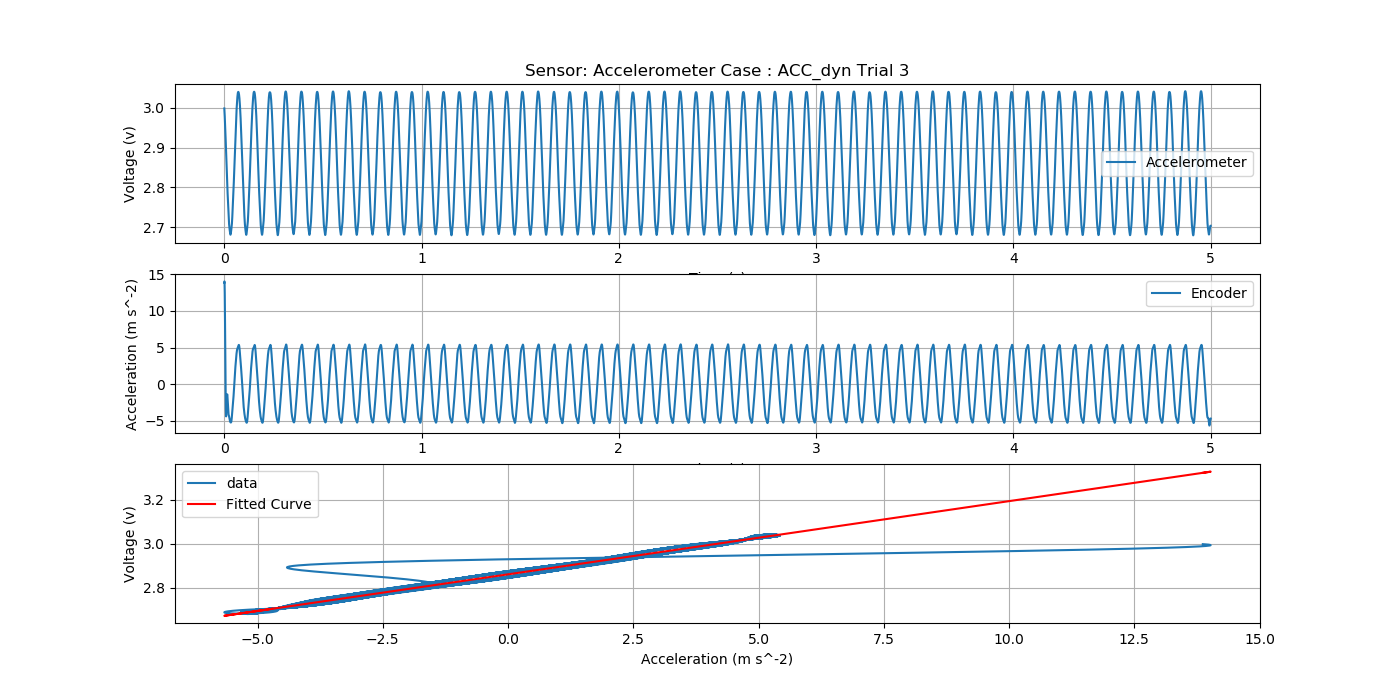 Sensor: Accelerometer Case : ACC_dyn Trial 3
Voltage (v)
3.0
2.9
2.8
2.7
Accelerometer
0 1 2 3 4 5
Acceleration (m s^-2)
15
10
5
0
−5
Encoder
0 1 2 3 4 5
Voltage (v)
3.2
3.0
2.8
data
Fitted Curve
−5.0 −2.5 0.0 2.5 5.0 7.5 10.0 12.5 15.0
Acceleration (m s^-2)